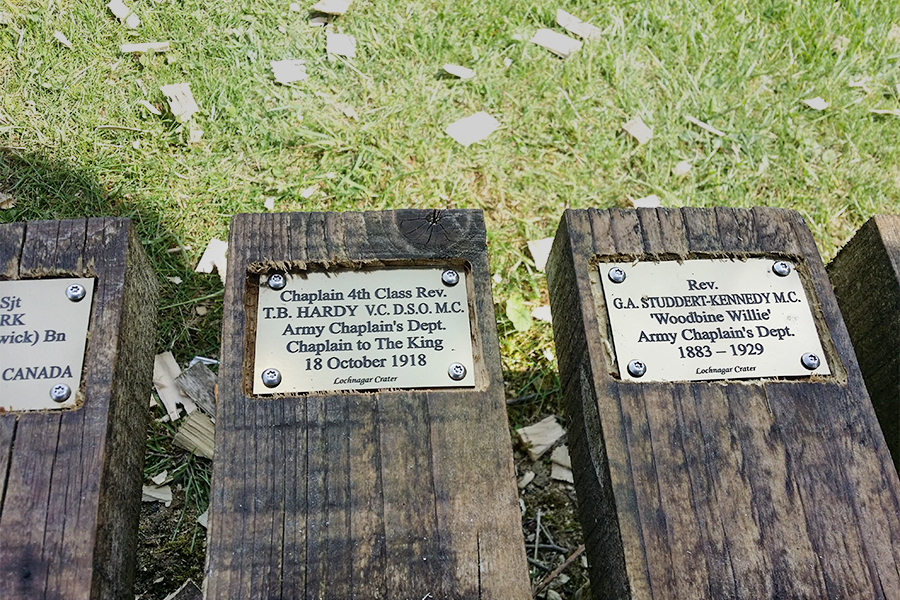 Sjt
RK
wick) Bn
CANADA
Chaplain 4th Class Rev.
T.B. HARDY V.C. D.S.O. M.C.
Army Chaplain's Dept.
Chaplain to The King
18 October 1918
Lochnagar Crater
Rev.
G.A. STUDDERT-KENNEDY M.C.
'Woodbine Willie'
Army Chaplain's Dept.
1883 – 1929
Lochnagar Crater